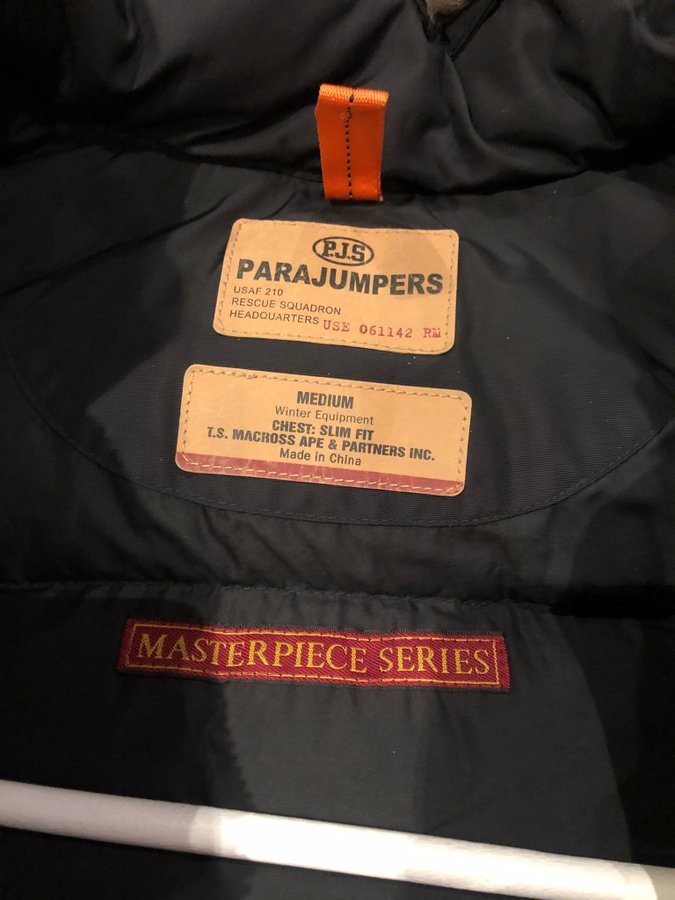 P.J.S
PARAJUMPERS
USAF 210
RESCUE SQUADRON
HEADQUARTERS USE 061142 RM
MEDIUM
Winter Equipment
CHEST: SLIM FIT
T.S. MACROSS APE & PARTNERS INC.
Made in China
MASTERPIECE SERIES